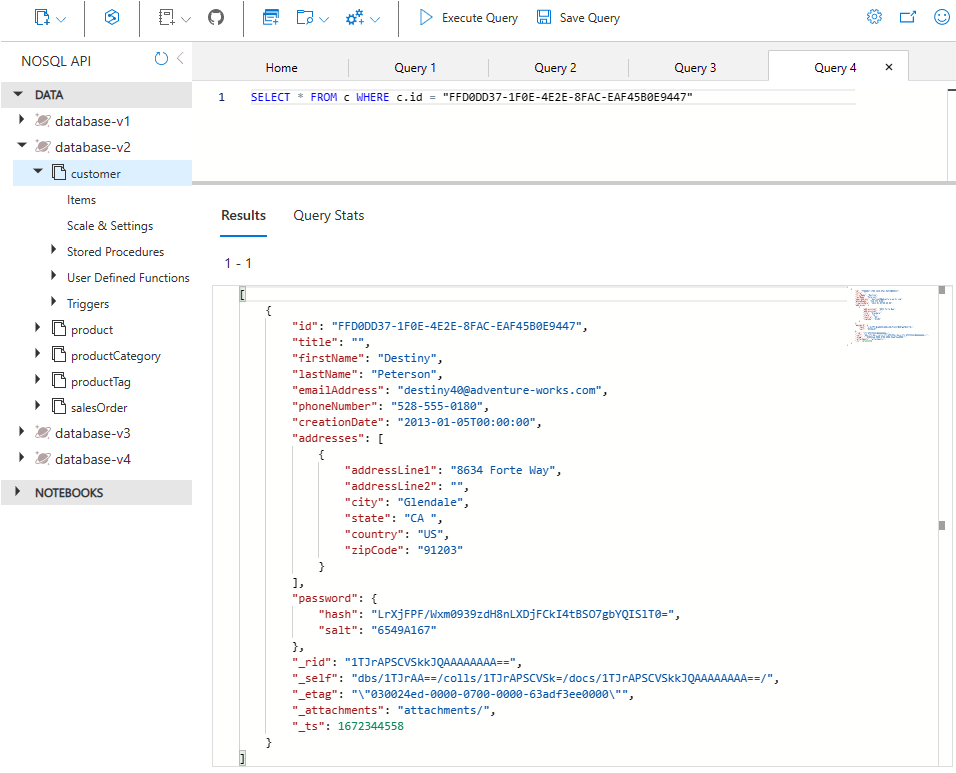 Execute Query
Save Query
NOSQL API
DATA
database-v1
database-v2
customer
Items
Scale & Settings
Stored Procedures
User Defined Functions
Triggers
product
productCategory
productTag
salesOrder
database-v3
database-v4
NOTEBOOKS
Home
Query 1
Query 2
Query 3
Query 4
1 SELECT * FROM c WHERE c.id = "FFD0DD37-1F0E-4E2E-8FAC-EAF45B0E9447"
Results
Query Stats
1 - 1
[
{
"id": "FFD0DD37-1F0E-4E2E-8FAC-EAF45B0E9447",
"title": "",
"firstName": "Destiny",
"lastName": "Peterson",
"emailAddress": "destiny40@adventure-works.com",
"phoneNumber": "528-555-0180",
"creationDate": "2013-01-05T00:00:00",
"addresses": [
{
"addressLine1": "8634 Forte Way",
"addressLine2": "",
"city": "Glendale",
"state": "CA ",
"country": "US",
"zipCode": "91203"
}
],
"password": {
"hash": "LrXjFPF/Wxm0939zdH8nLXDjFCkI4tBSO7gbYQISlT0=",
"salt": "6549A167"
},
"_rid": "1TJrAPSCVSkkJQAAAAAAAA==",
"_self": "dbs/1TJrAA==/colls/1TJrAPSCVSk=/docs/1TJrAPSCVSkkJQAAAAAAAA==/",
"_etag": "\"030024ed-0000-0700-0000-63adf3ee0000\"",
"_attachments": "attachments/",
"_ts": 1672344558
}
]